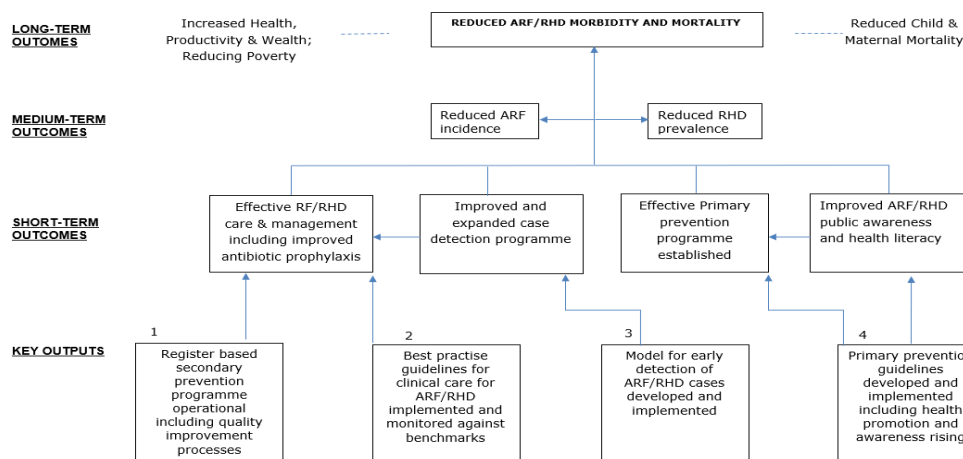 LONG-TERM
OUTOMES
Increased Health,
Productivity & Wealth;
Reducing Poverty
REDUCED ARF/RHD MORBIDITY AND MORTALITY
Reduced Child &
Maternal Mortality
MEDIUM-TERM
OUTCOMES
Reduced ARF
incidence
Reduced RHD
prevalence
SHORT-TERM
OUTCOMES
Effective RF/RHD
care & management
including improved
antibiotic prophylaxis
Improved and
expanded case
detection programme
Effective Primary
prevention
programme
established
Improved ARF/RHD
public awareness
and health literacy
KEY OUTPUTS
1
Register based
secondary
prevention
programme
operational
including quality
improvement
processes
2
Best practise
guidelines for
clinical care for
ARF/RHD
implemented and
monitored against
benchmarks
3
Model for early
detection of
ARF/RHD cases
developed and
implemented
4
Primary prevention
guidelines
developed and
implemented
including health
promotion and
awareness rising